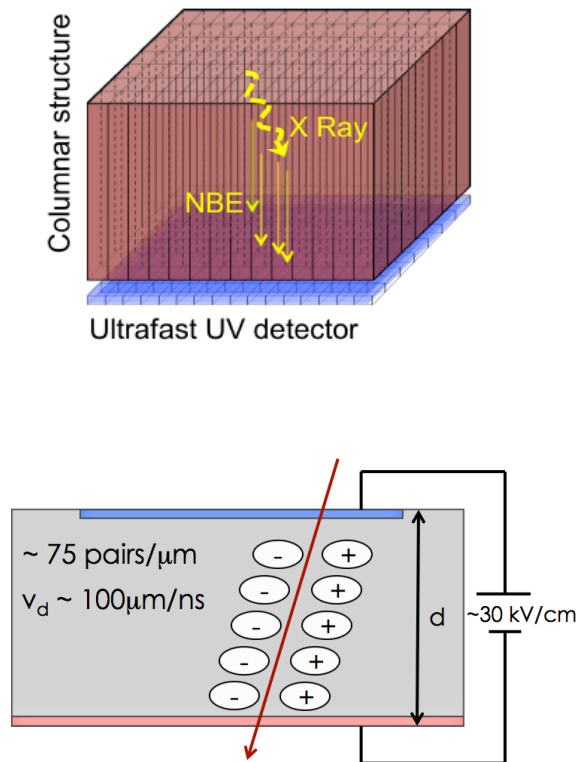 Columnar structure
X Ray
NBE
Ultrafast UV detector
~ 75 pairs/μm
v_d ~ 100μm/ns
- +
- +
- +
- +
- +
d
~30 kV/cm